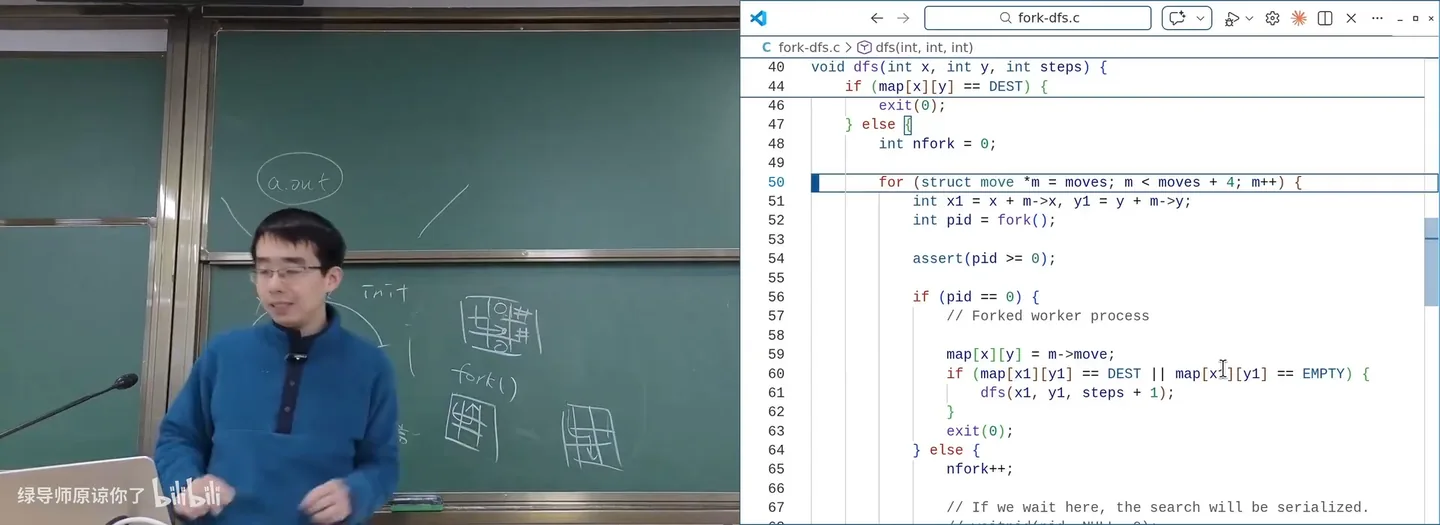 a.out
init
fork()
绿导师原谅你了 bilibili
fork-dfs.c
C fork-dfs.c > dfs(int, int, int)
40 void dfs(int x, int y, int steps) {
44 if (map[x][y] == DEST) {
46 exit(0);
47 } else {
48 int nfork = 0;
49
50 for (struct move *m = moves; m < moves + 4; m++) {
51 int x1 = x + m->x, y1 = y + m->y;
52 int pid = fork();
53
54 assert(pid >= 0);
55
56 if (pid == 0) {
57 // Forked worker process
58
59 map[x][y] = m->move;
60 if (map[x1][y1] == DEST || map[x1][y1] == EMPTY) {
61 dfs(x1, y1, steps + 1);
62 }
63 exit(0);
64 } else {
65 nfork++;
66
67 // If we wait here, the search will be serialized.